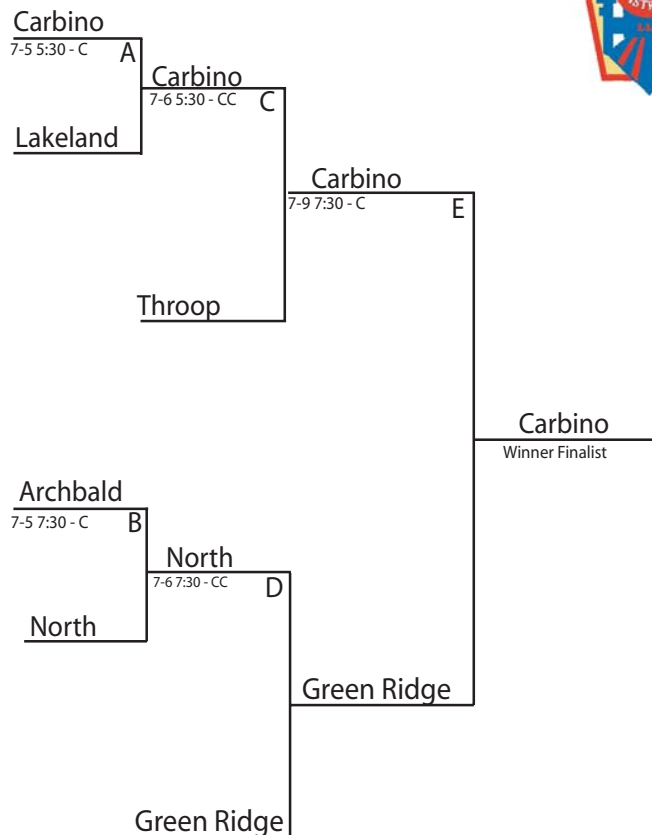 Carbino
7-5 5:30 - C
A
Carbino
7-6 5:30 - CC
C
Lakeland
Carbino
7-9 7:30 - C
E
Throop
Carbino
Winner Finalist
Archbald
7-5 7:30 - C
B
North
7-6 7:30 - CC
D
North
Green Ridge
Green Ridge